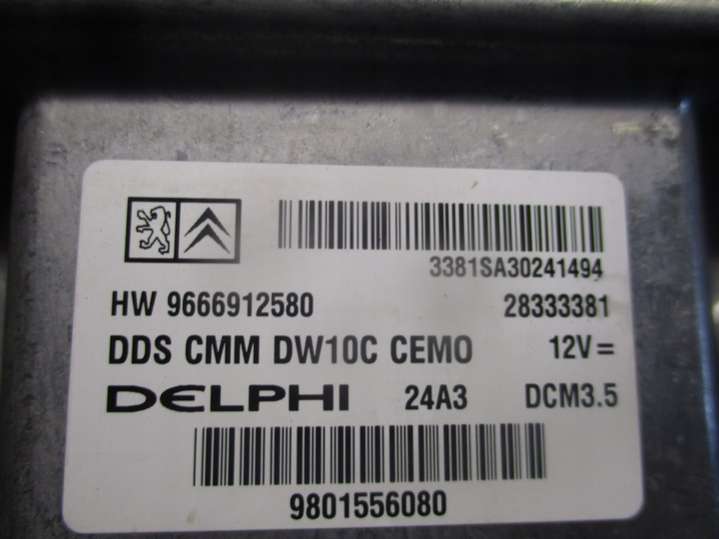 3381SA30241494
HW 9666912580 28333381
DDS CMM DW10C CEMO 12V=
DELPHI 24A3 DCM3.5
9801556080